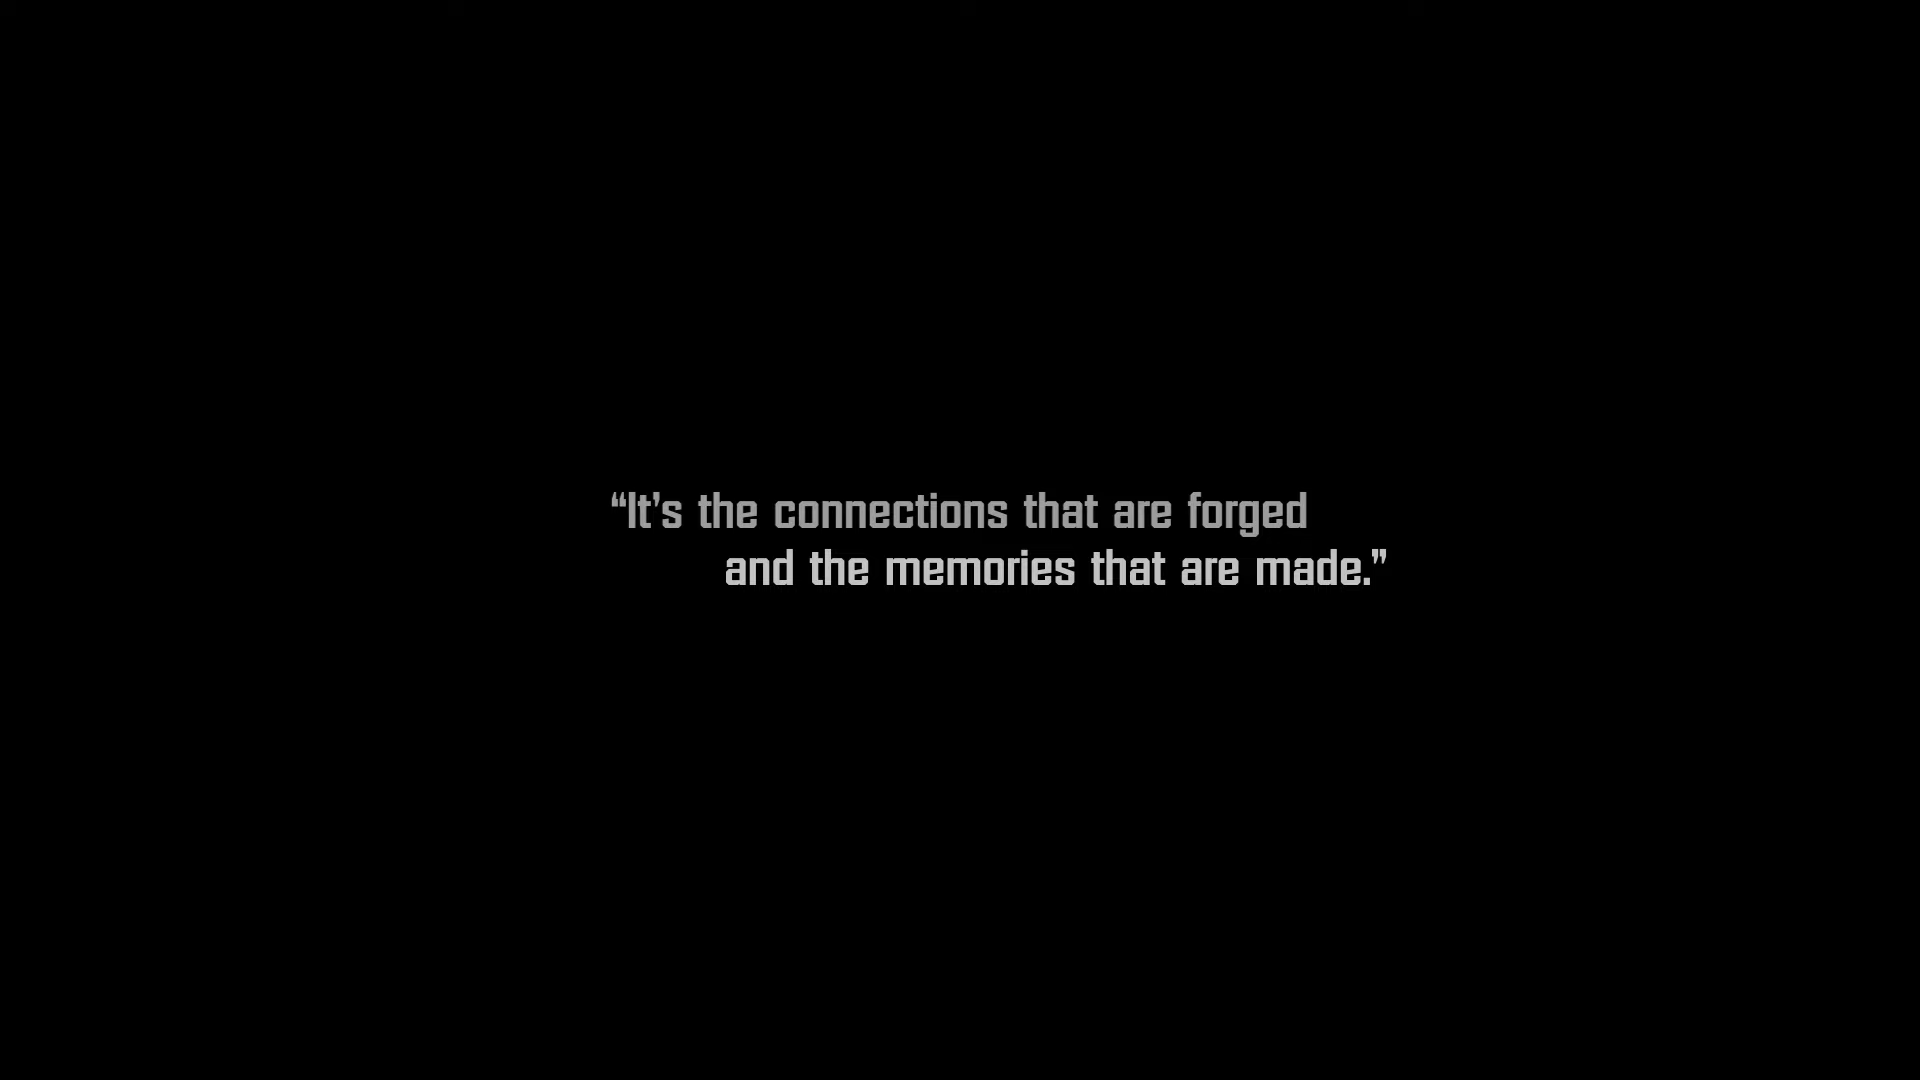 “It’s the connections that are forged
and the memories that are made.”